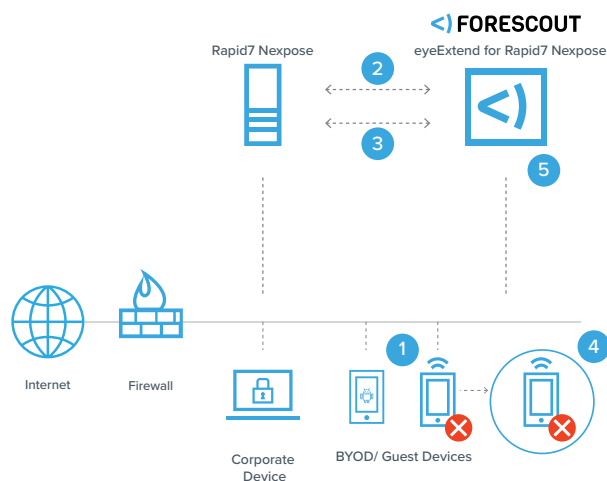 FORESCOUT
Rapid7 Nexpose
eyeExtend for Rapid7 Nexpose
2
3
5
1
4
Internet
Firewall
Corporate
Device
BYOD/ Guest Devices